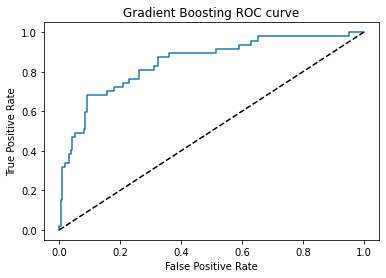 Gradient Boosting ROC curve
True Positive Rate
1.0
0.8
0.6
0.4
0.2
0.0
0.0 0.2 0.4 0.6 0.8 1.0
False Positive Rate